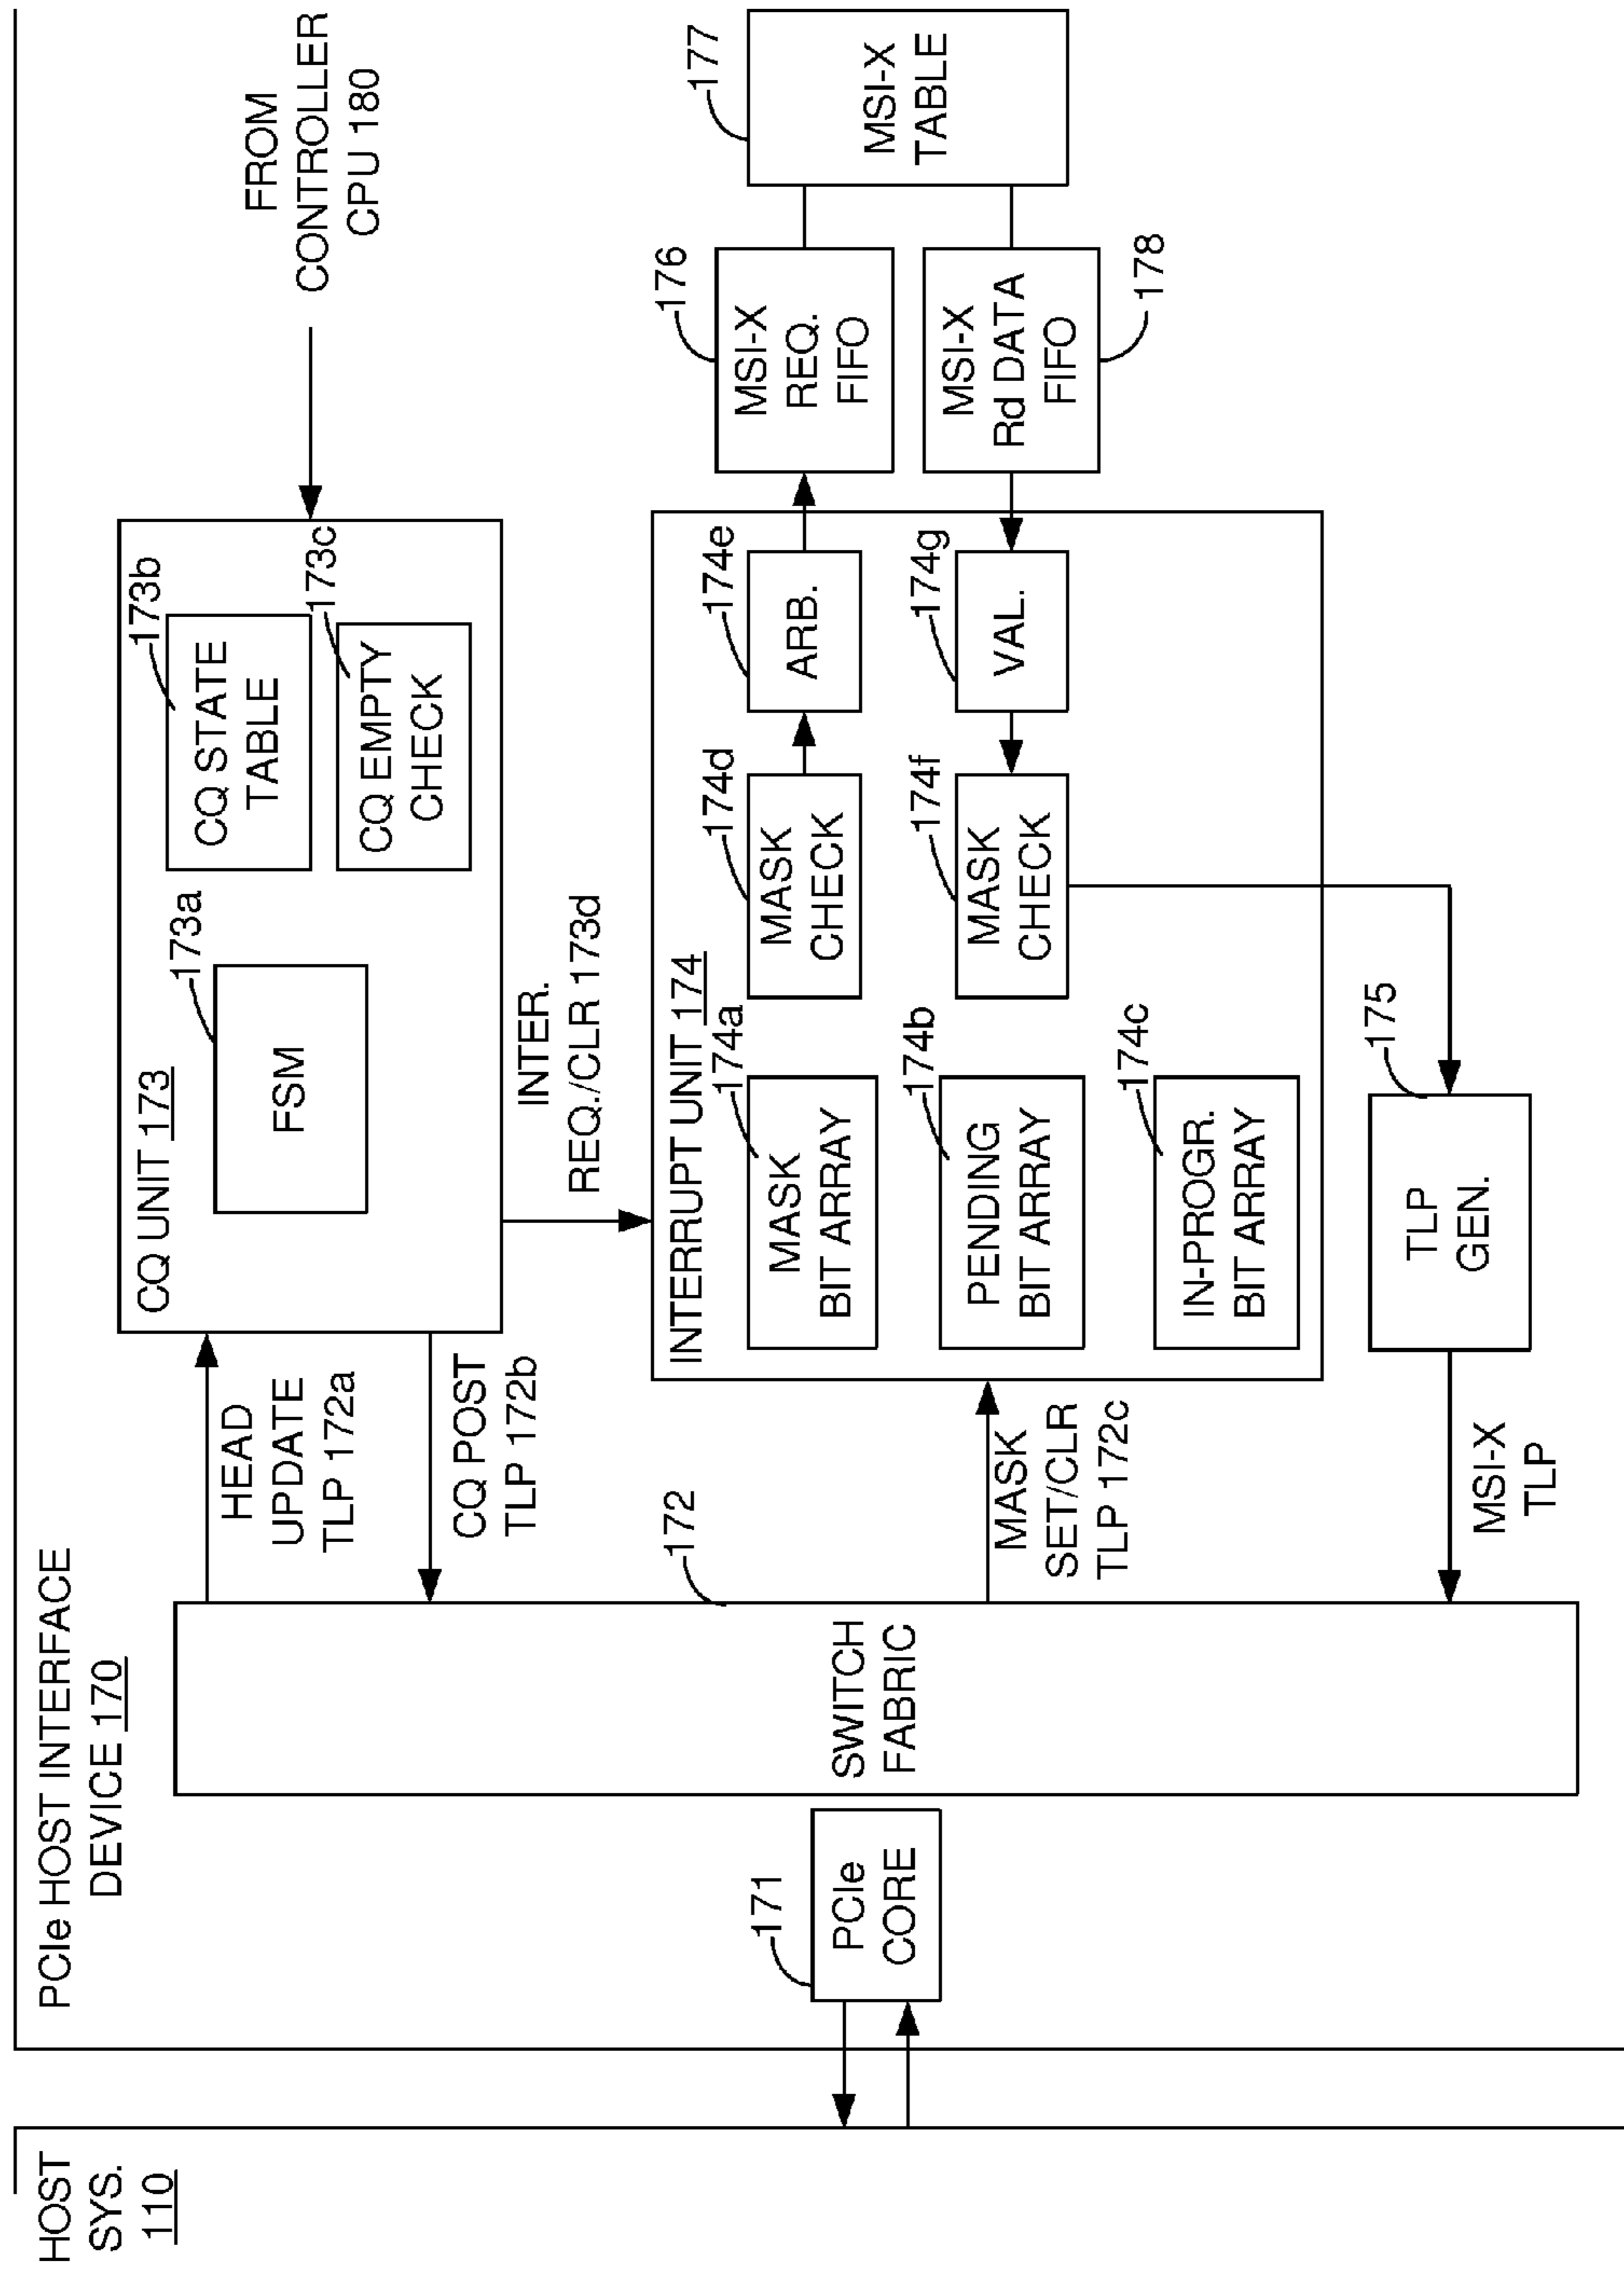 HOST
SYS.
110
PCIe HOST INTERFACE
DEVICE 170
171
PCIe
CORE
172
SWITCH
FABRIC
HEAD
UPDATE
TLP 172a
CQ POST
TLP 172b
MASK
SET/CLR
TLP 172c
MSI-X
TLP
CQ UNIT 173
173a
FSM
173b
CQ STATE
TABLE
173c
CQ EMPTY
CHECK
FROM
CONTROLLER
CPU 180
INTER.
REQ./CLR 173d
INTERRUPT UNIT 174
174a
MASK
BIT ARRAY
174b
PENDING
BIT ARRAY
174c
IN-PROGR.
BIT ARRAY
174d
MASK
CHECK
174e
ARB.
174f
MASK
CHECK
174g
VAL.
175
TLP
GEN.
176
MSI-X
REQ.
FIFO
177
MSI-X
TABLE
MSI-X
Rd DATA
FIFO
178